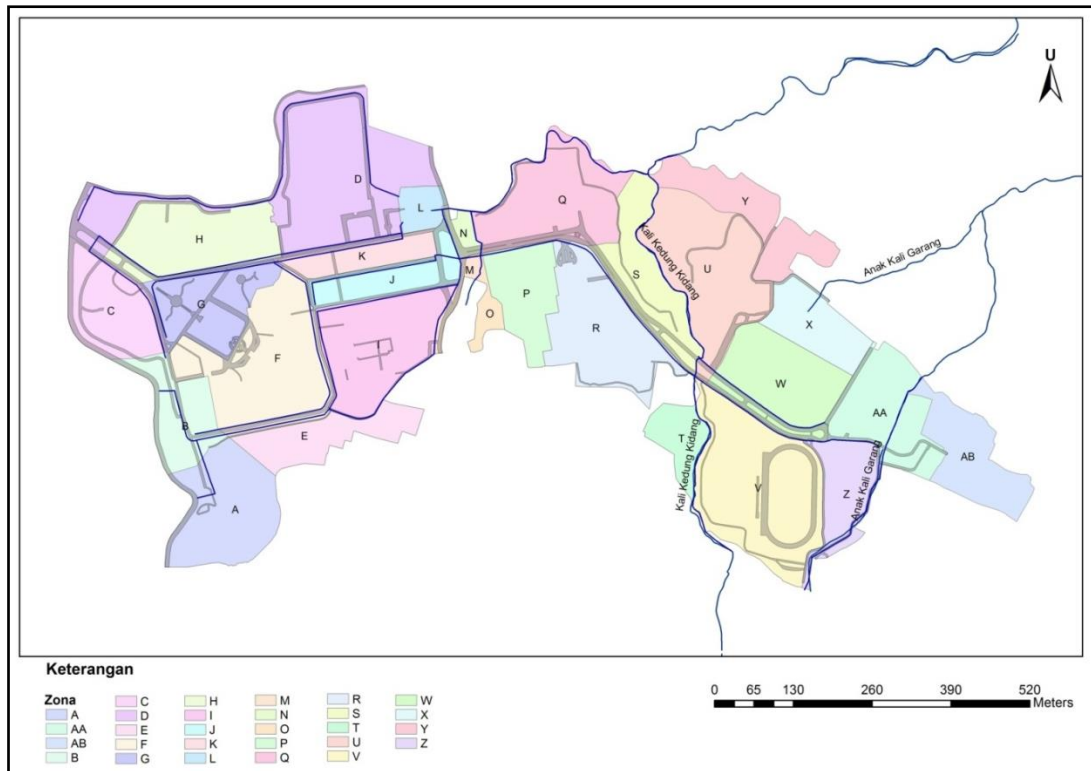 U
D
L
H
N
Q
Y
K
Kali Kedung Kidang
Anak Kali Garang
M
J
S
U
G
C
O
P
X
R
F
I
W
B
E
AA
T
Kali Kedung Kidang
AB
A
V
Z
Anak Kali Garang
Keterangan
Zona
A
AA
AB
B
C
D
E
F
G
H
I
J
K
L
M
N
O
P
Q
R
S
T
U
V
W
X
Y
Z
0 65 130 260 390 520
Meters